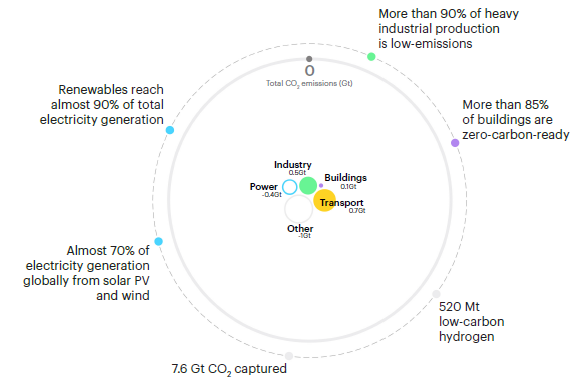 More than 90% of heavy
industrial production
is low-emissions
0
Total CO₂ emissions (Gt)
Renewables reach
almost 90% of total
electricity generation
More than 85%
of buildings are
zero-carbon-ready
Industry
0.5Gt
Buildings
0.1Gt
Power
-0.4Gt
Transport
0.7Gt
Other
-1Gt
Almost 70% of
electricity generation
globally from solar PV
and wind
520 Mt
low-carbon
hydrogen
7.6 Gt CO₂ captured